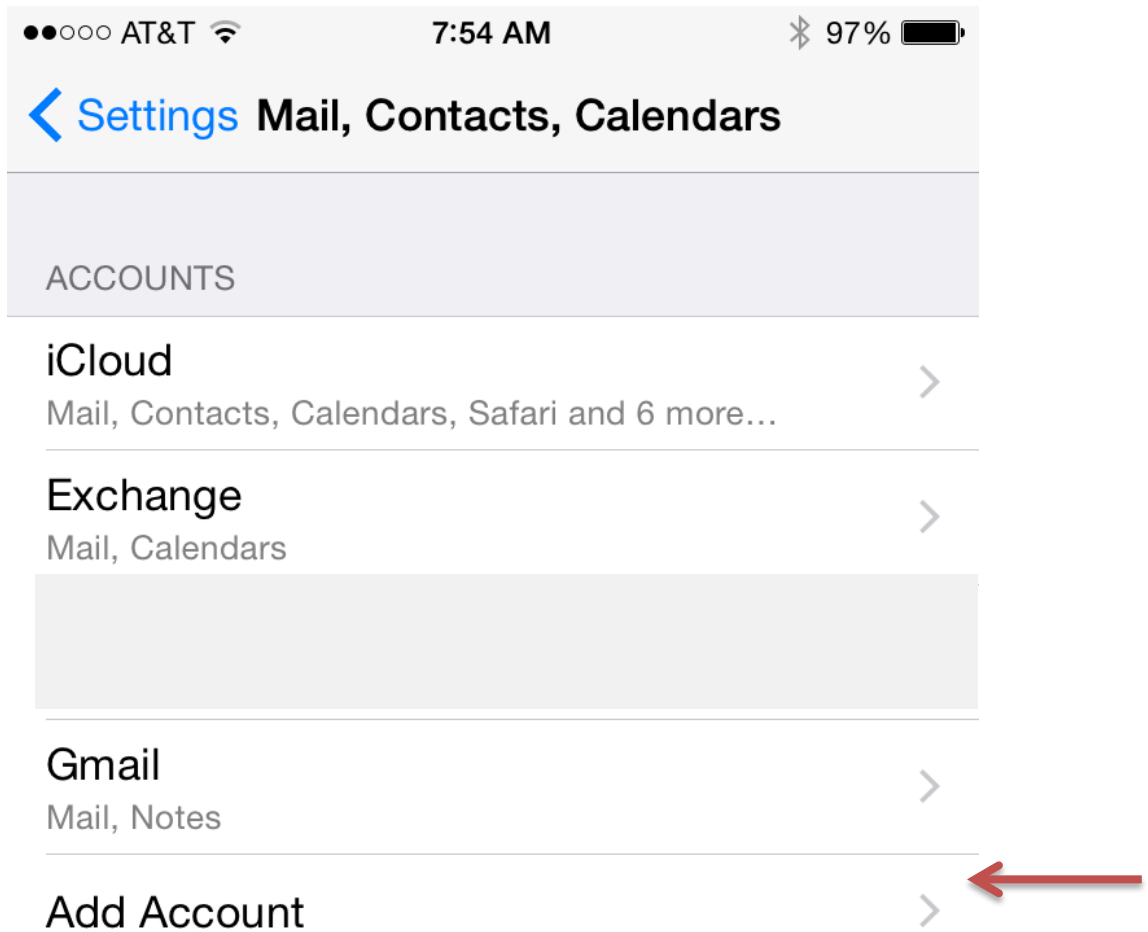 AT&T 7:54 AM 97%
Settings Mail, Contacts, Calendars
ACCOUNTS
iCloud
Mail, Contacts, Calendars, Safari and 6 more...
Exchange
Mail, Calendars
Gmail
Mail, Notes
Add Account